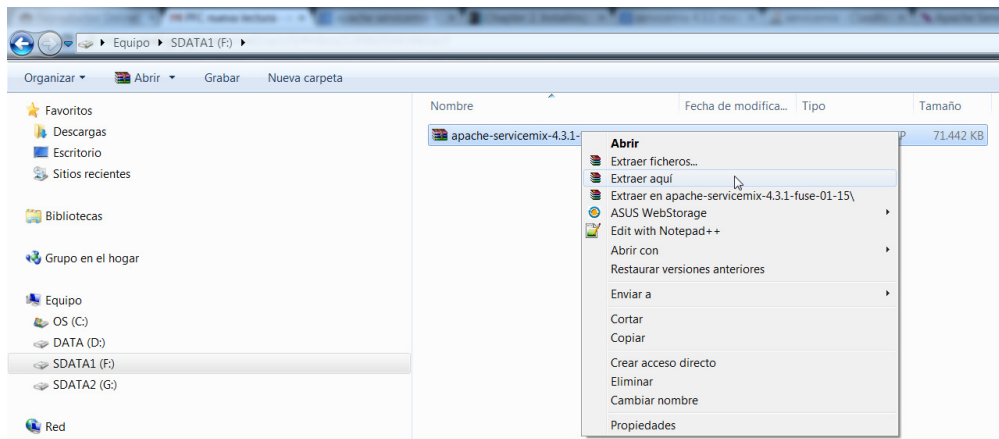 Equipo SDATA1 (F:)
Organizar Abrir Grabar Nueva carpeta
Favoritos
Descargas
Escritorio
Sitios recientes
Bibliotecas
Grupo en el hogar
Equipo
OS (C:)
DATA (D:)
SDATA1 (F:)
SDATA2 (G:)
Red
Nombre Fecha de modifica... Tipo Tamaño
apache-servicemix-4.3.1- P 71.442 KB
Abrir
Extraer ficheros...
Extraer aquí
Extraer en apache-servicemix-4.3.1-fuse-01-15\
ASUS WebStorage
Edit with Notepad++
Abrir con
Restaurar versiones anteriores
Enviar a
Cortar
Copiar
Crear acceso directo
Eliminar
Cambiar nombre
Propiedades